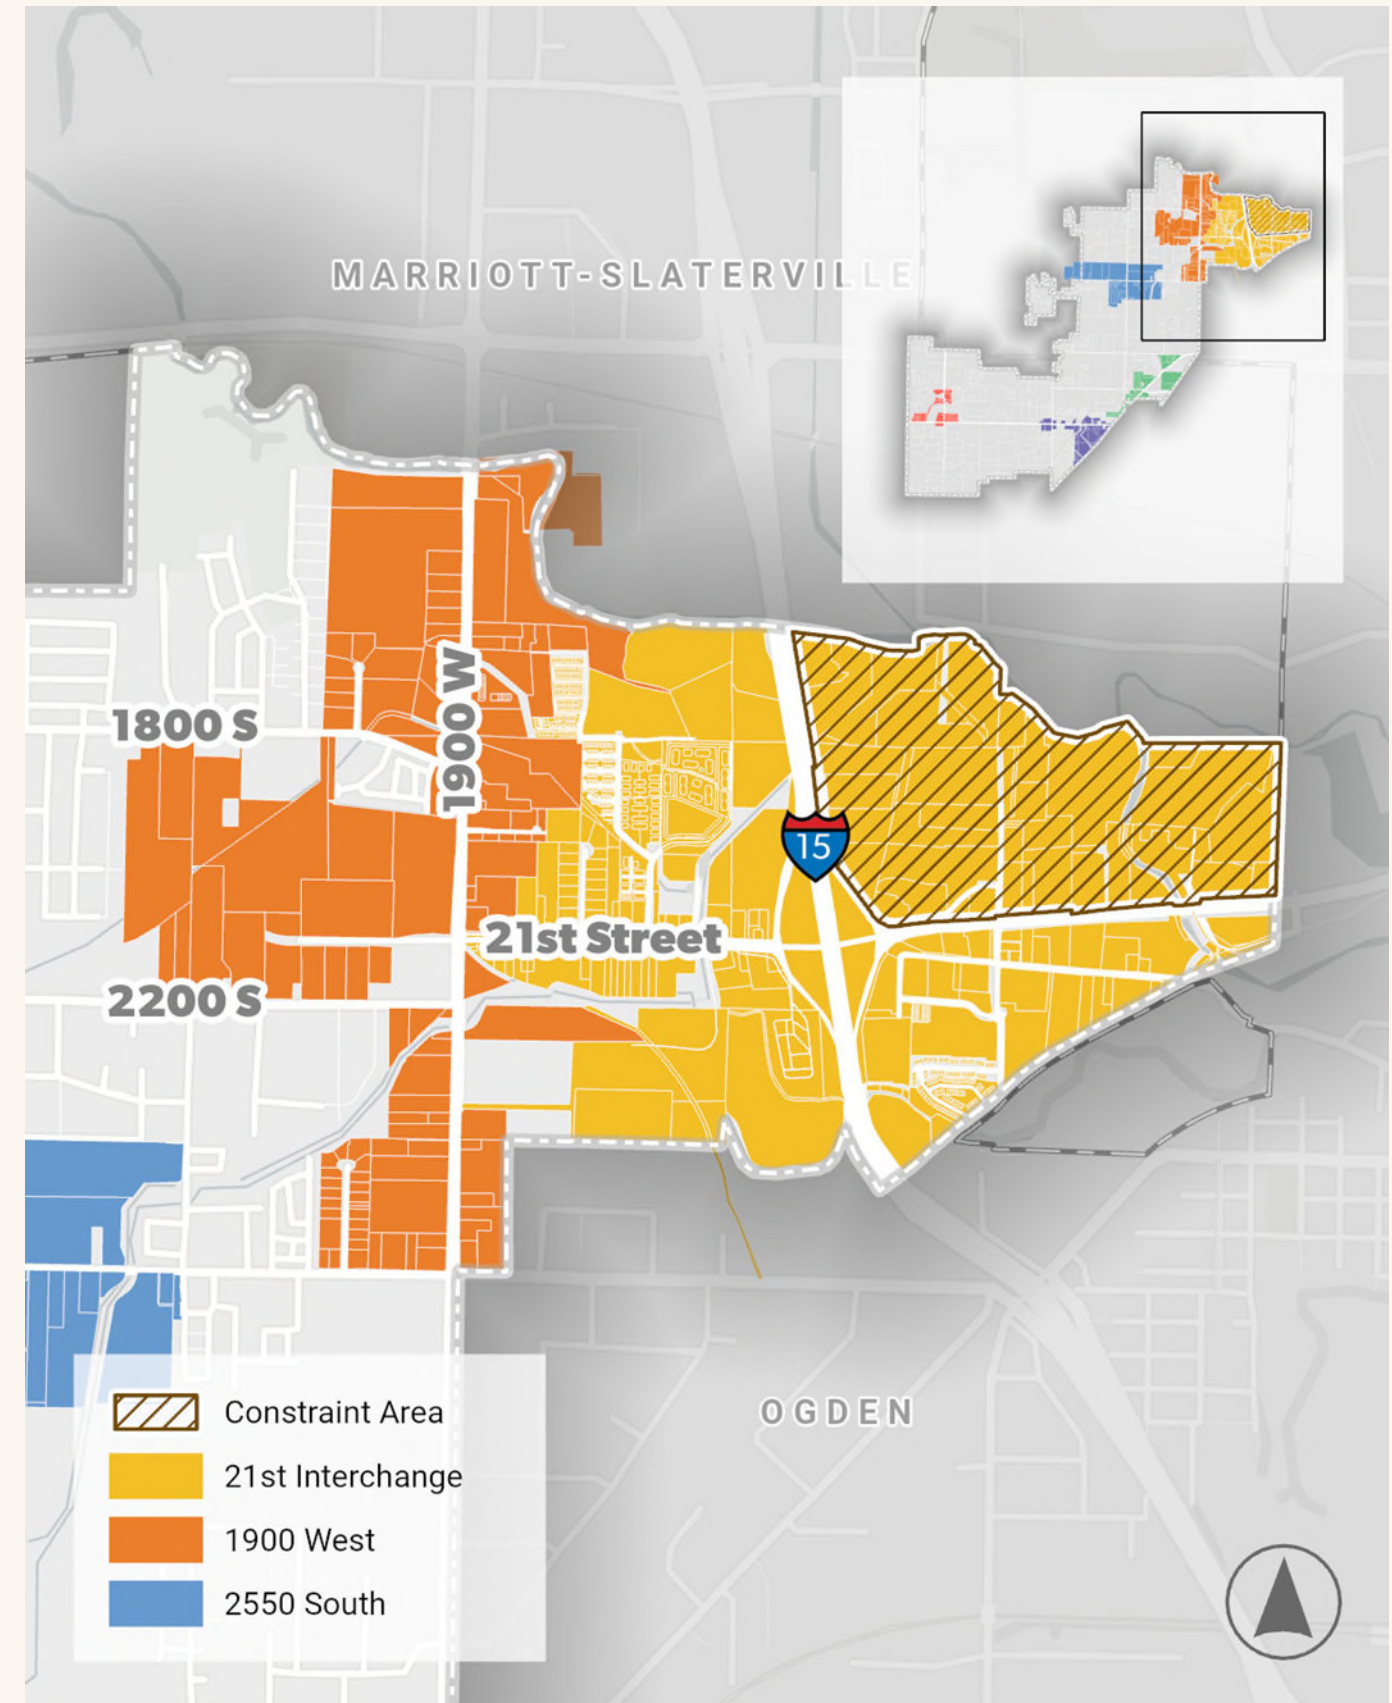 MARRIOTT-SLATERVILLE
1800 S
1900 W
15
21st Street
2200 S
OGDEN
Constraint Area
21st Interchange
1900 West
2550 South